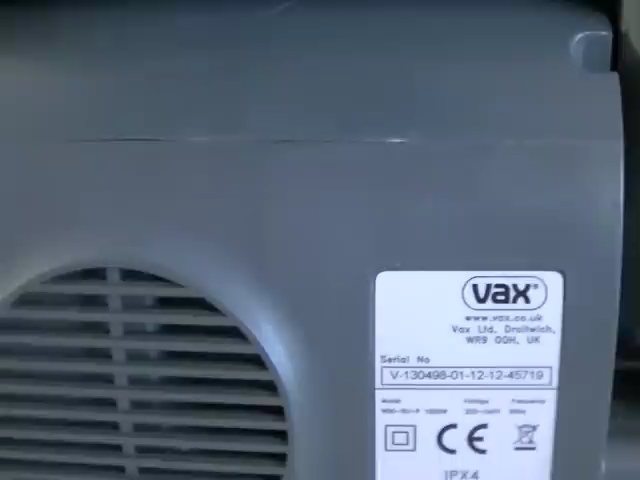 vax
www.vax.co.uk
Vax Ltd. Droitwich,
WR9 0QH, UK
Serial No
V-130498-01-12-12-45719
Model Voltage Frequency
CE
IPX4